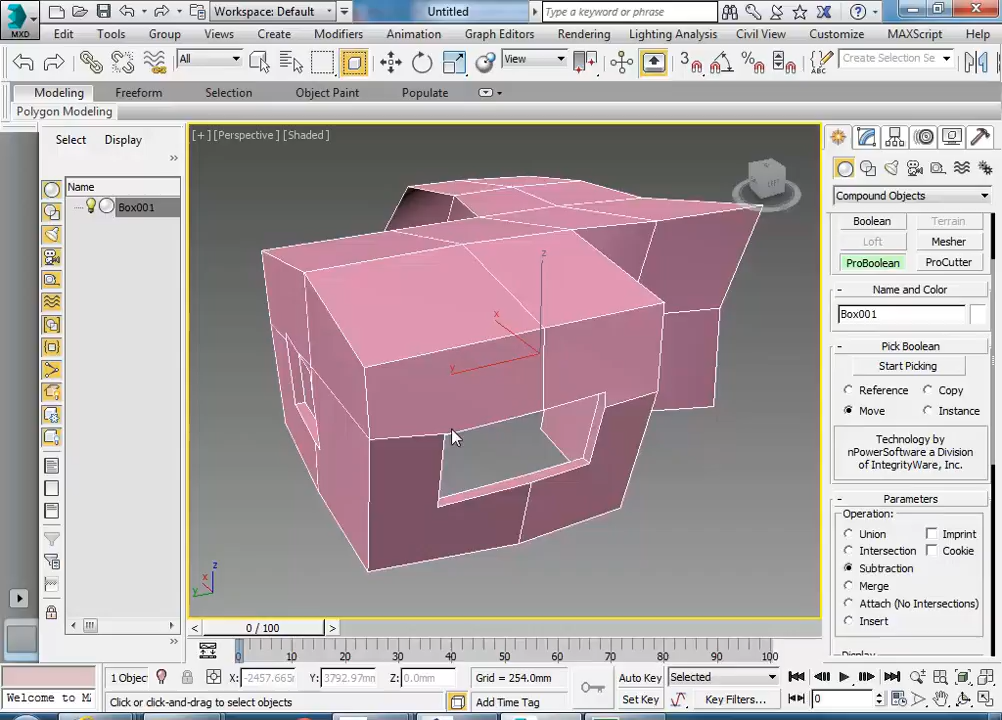 Workspace: Default
Untitled
Type a keyword or phrase
MXD
Edit Tools Group Views Create Modifiers Animation Graph Editors Rendering Lighting Analysis Civil View Customize MAXScript Help
All
View
3
Create Selection Se
Modeling Freeform Selection Object Paint Populate
Polygon Modeling
Select Display
[+] [Perspective] [Shaded]
Name
Box001
LEFT
Compound Objects
Boolean Terrain
Loft Mesher
ProBoolean ProCutter
- Name and Color
Box001
- Pick Boolean
Start Picking
Reference Copy
Move Instance
Technology by
nPowerSoftware a Division
of IntegrityWare, Inc.
- Parameters
Operation:
Union Imprint
Intersection Cookie
Subtraction
Merge
Attach (No Intersections)
Insert
Display
z
x
y
z
x
y
< 0 / 100 >
0 10 20 30 40 50 60 70 80 90 100
1 Object X: -2457.665r Y: 3792.97mm Z: 0.0mm Grid = 254.0mm Auto Key Selected
Welcome to M Click or click-and-drag to select objects Add Time Tag Set Key Key Filters... 0